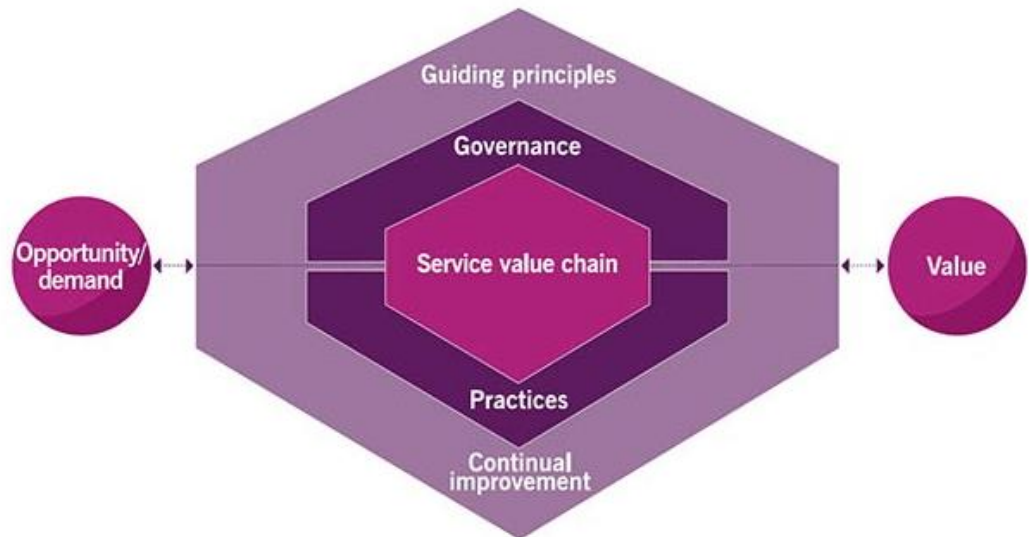 Guiding principles
Governance
Opportunity/
demand
Service value chain
Value
Practices
Continual
improvement